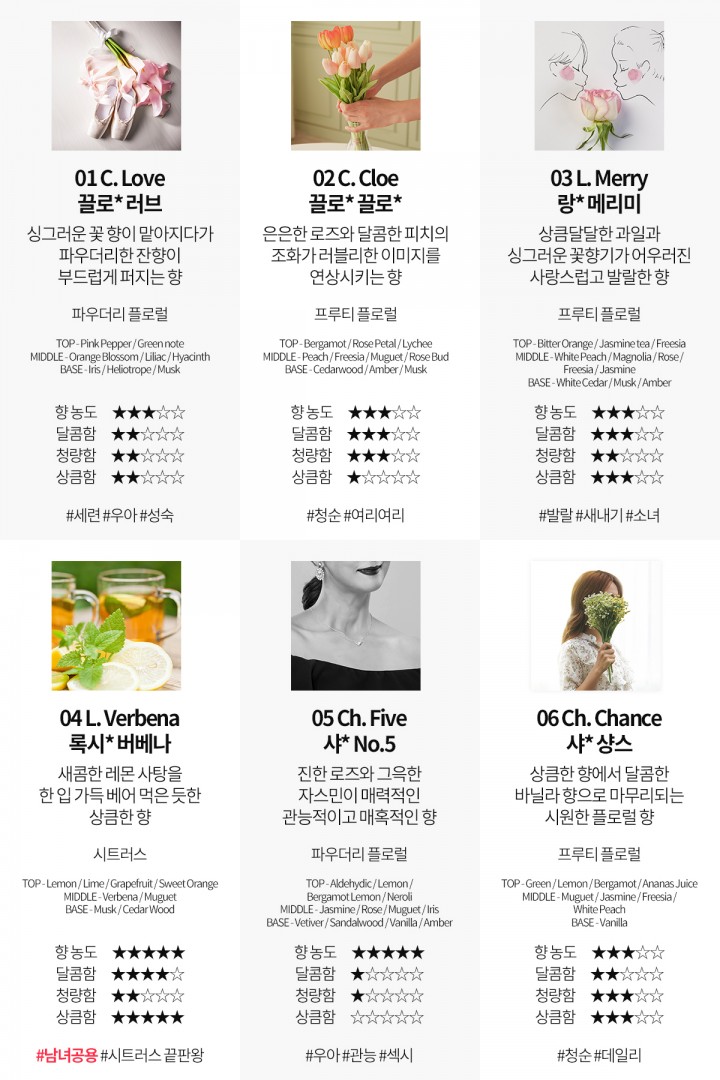 01 C. Love
끌로* 러브
싱그러운 꽃 향이 맡아지다가
파우더리한 잔향이
부드럽게 퍼지는 향
파우더리 플로럴
TOP - Pink Pepper / Green note
MIDDLE - Orange Blossom / Liliac / Hyacinth
BASE - Iris / Heliotrope / Musk
향 농도 ★★★☆☆
달콤함 ★★☆☆☆
청량함 ★★☆☆☆
상큼함 ★★☆☆☆
#세련 #우아 #성숙
02 C. Cloe
끌로* 끌로*
은은한 로즈와 달콤한 피치의
조화가 러블리한 이미지를
연상시키는 향
프루티 플로럴
TOP - Bergamot / Rose Petal / Lychee
MIDDLE - Peach / Freesia / Muguet / Rose Bud
BASE - Cedarwood / Amber / Musk
향 농도 ★★★☆☆
달콤함 ★★★☆☆
청량함 ★★★☆☆
상큼함 ★☆☆☆☆
#청순 #여리여리
03 L. Merry
랑* 메리미
상큼달달한 과일과
싱그러운 꽃향기가 어우러진
사랑스럽고 발랄한 향
프루티 플로럴
TOP - Bitter Orange / Jasmine tea / Freesia
MIDDLE - White Peach / Magnolia / Rose /
Freesia / Jasmine
BASE - White Cedar / Musk / Amber
향 농도 ★★★☆☆
달콤함 ★★★☆☆
청량함 ★★☆☆☆
상큼함 ★★★☆☆
#발랄 #새내기 #소녀
04 L. Verbena
록시* 버베나
새콤한 레몬 사탕을
한 입 가득 베어 먹은 듯한
상큼한 향
시트러스
TOP - Lemon / Lime / Grapefruit / Sweet Orange
MIDDLE - Verbena / Muguet
BASE - Musk / Cedar Wood
향 농도 ★★★★★
달콤함 ★★★★☆
청량함 ★★☆☆☆
상큼함 ★★★★★
#남녀공용 #시트러스 끝판왕
05 Ch. Five
샤* No.5
진한 로즈와 그윽한
자스민이 매력적인
관능적이고 매혹적인 향
파우더리 플로럴
TOP - Aldehydic / Lemon /
Bergamot Lemon / Neroli
MIDDLE - Jasmine / Rose / Muguet / Iris
BASE - Vetiver / Sandalwood / Vanilla / Amber
향 농도 ★★★★★
달콤함 ★☆☆☆☆
청량함 ★☆☆☆☆
상큼함 ☆☆☆☆☆
#우아 #관능 #섹시
06 Ch. Chance
샤* 샹스
상큼한 향에서 달콤한
바닐라 향으로 마무리되는
시원한 플로럴 향
프루티 플로럴
TOP - Green / Lemon / Bergamot / Ananas Juice
MIDDLE - Muguet / Jasmine / Freesia /
White Peach
BASE - Vanilla
향 농도 ★★★☆☆
달콤함 ★★☆☆☆
청량함 ★★★☆☆
상큼함 ★★★☆☆
#청순 #데일리